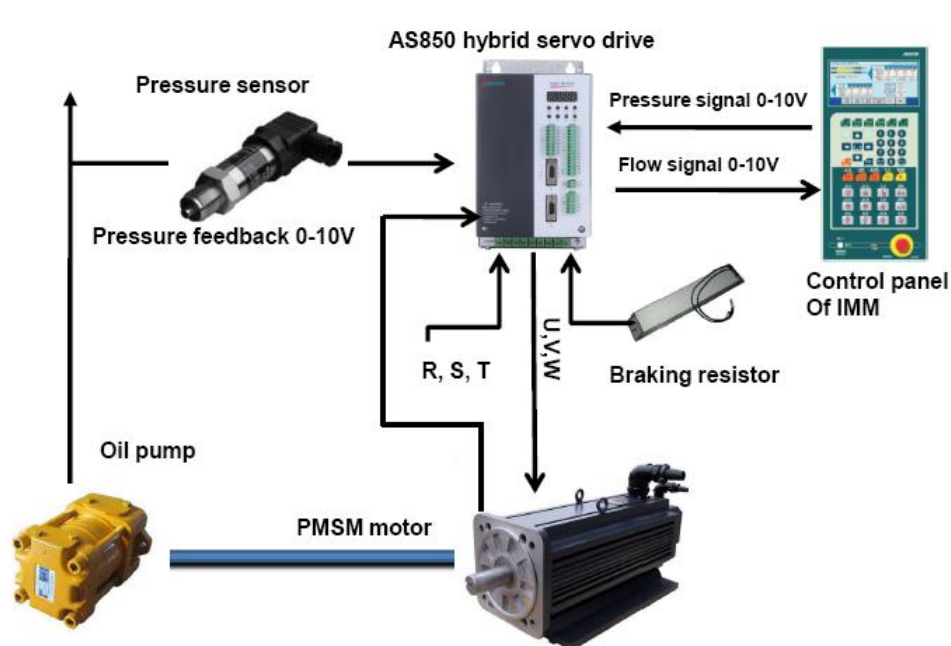 AS850 hybrid servo drive
Pressure sensor
Pressure signal 0-10V
Flow signal 0-10V
Pressure feedback 0-10V
Control panel
Of IMM
R, S, T
U,V,W
Braking resistor
Oil pump
PMSM motor